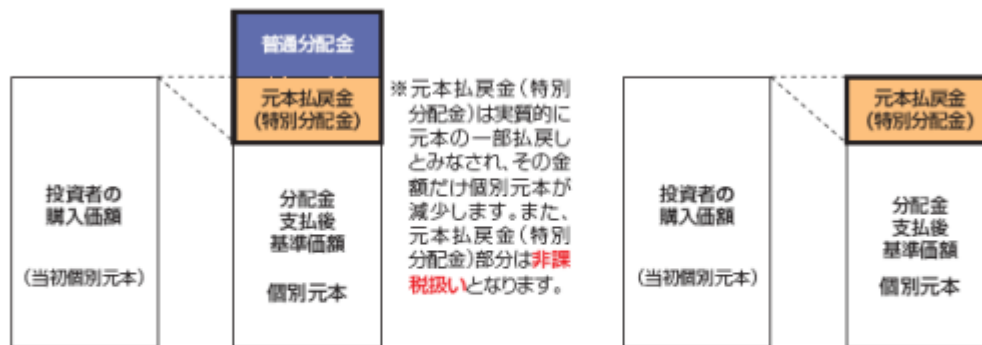 普通分配金
元本払戻金
(特別分配金)
投資者の
購入価額
(当初個別元本)
分配金
支払後
基準価額
個別元本
※元本払戻金(特別
分配金)は実質的に
元本の一部払戻し
とみなされ、その金
額だけ個別元本が
減少します。また、
元本払戻金(特別
分配金)部分は非課
税扱いとなります。
投資者の
購入価額
(当初個別元本)
元本払戻金
(特別分配金)
分配金
支払後
基準価額
個別元本